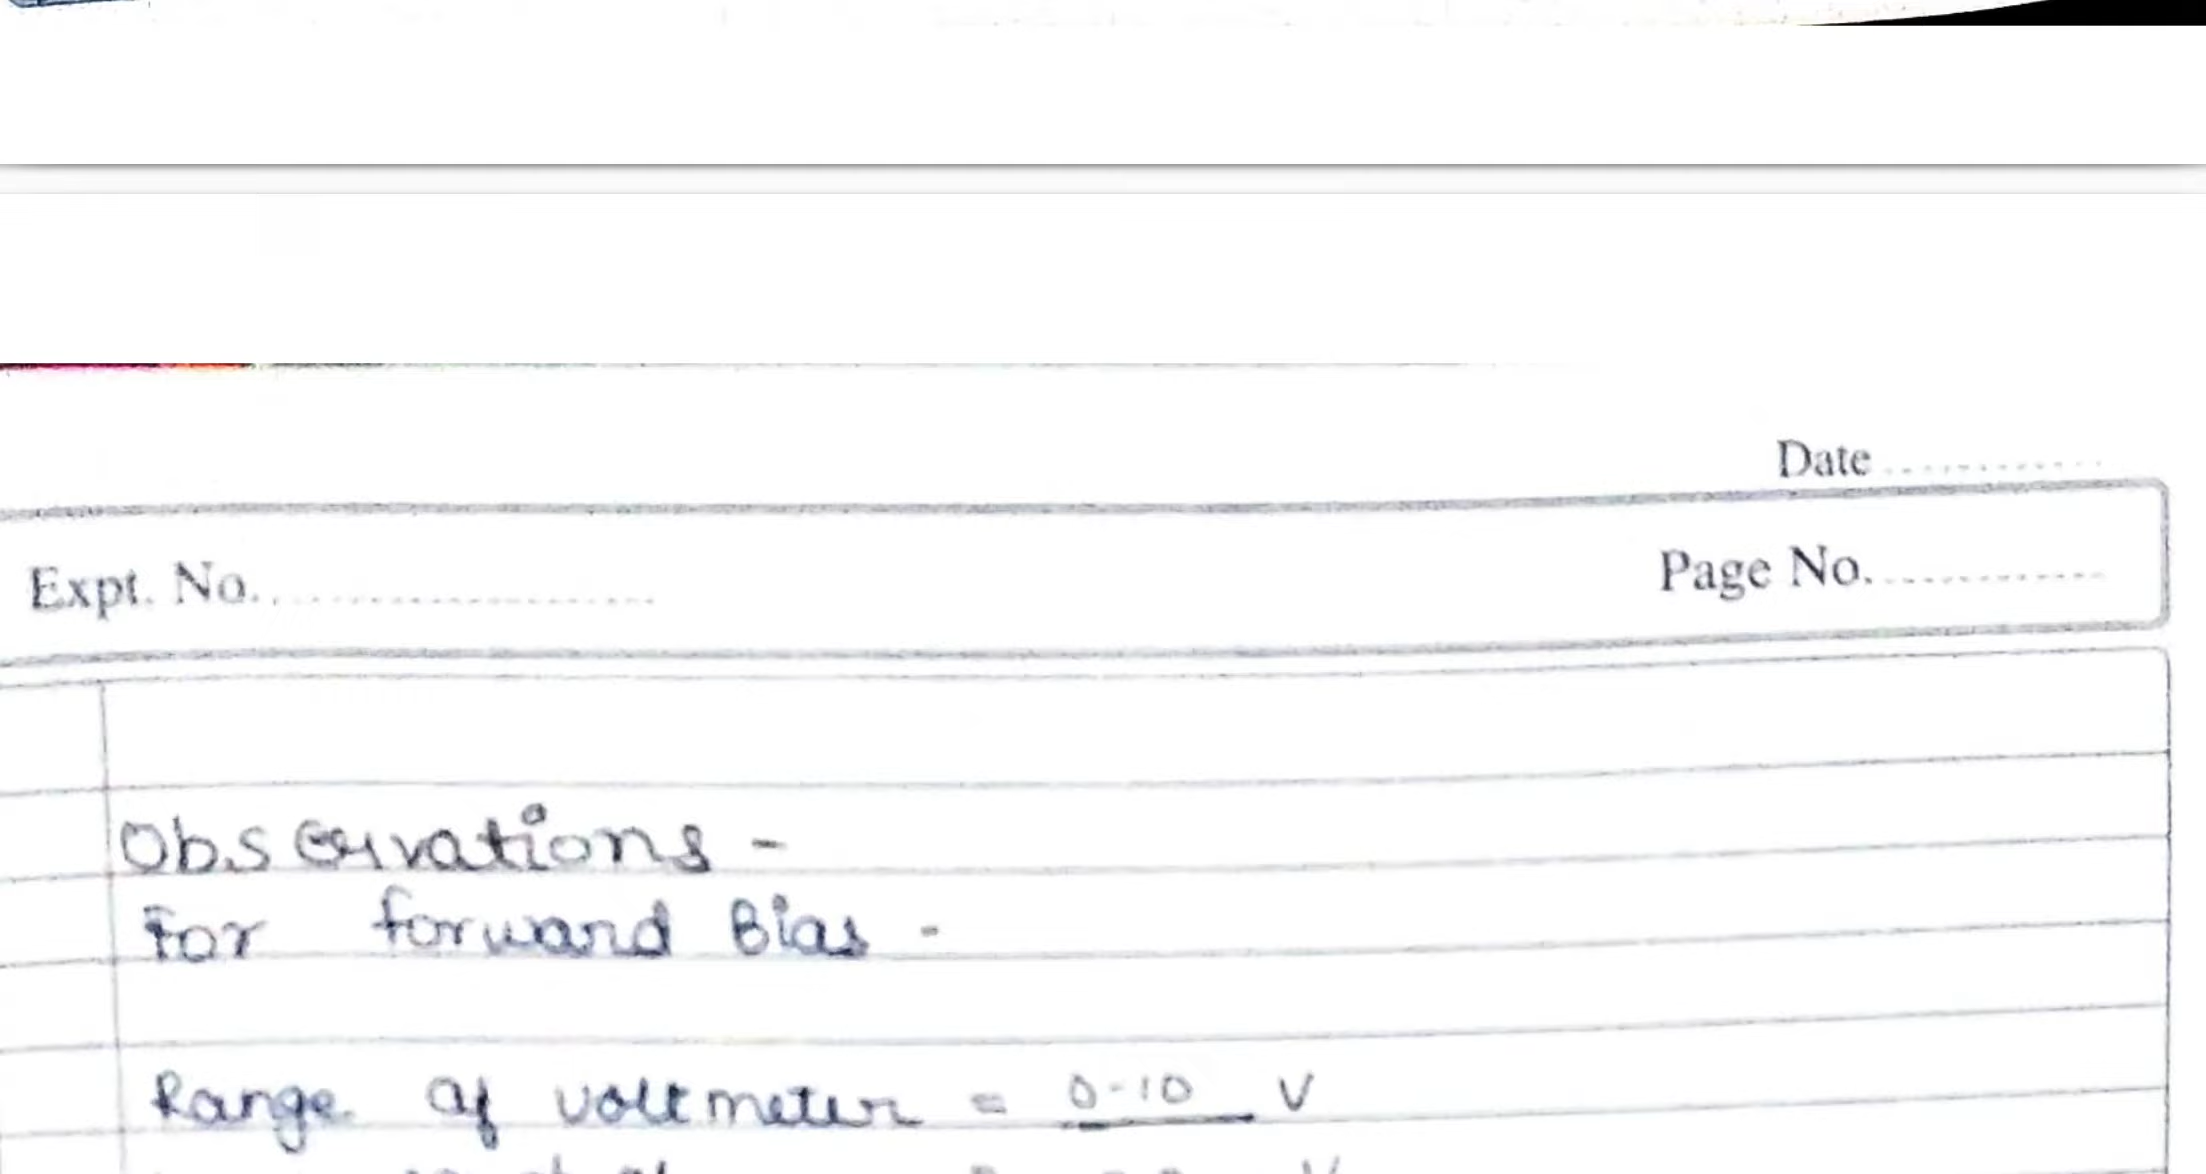 Date ..............
Expt. No. ..............................
Page No. ..................
Observations -
For forward Bias -
Range of voltmeter = 0-10 V
V